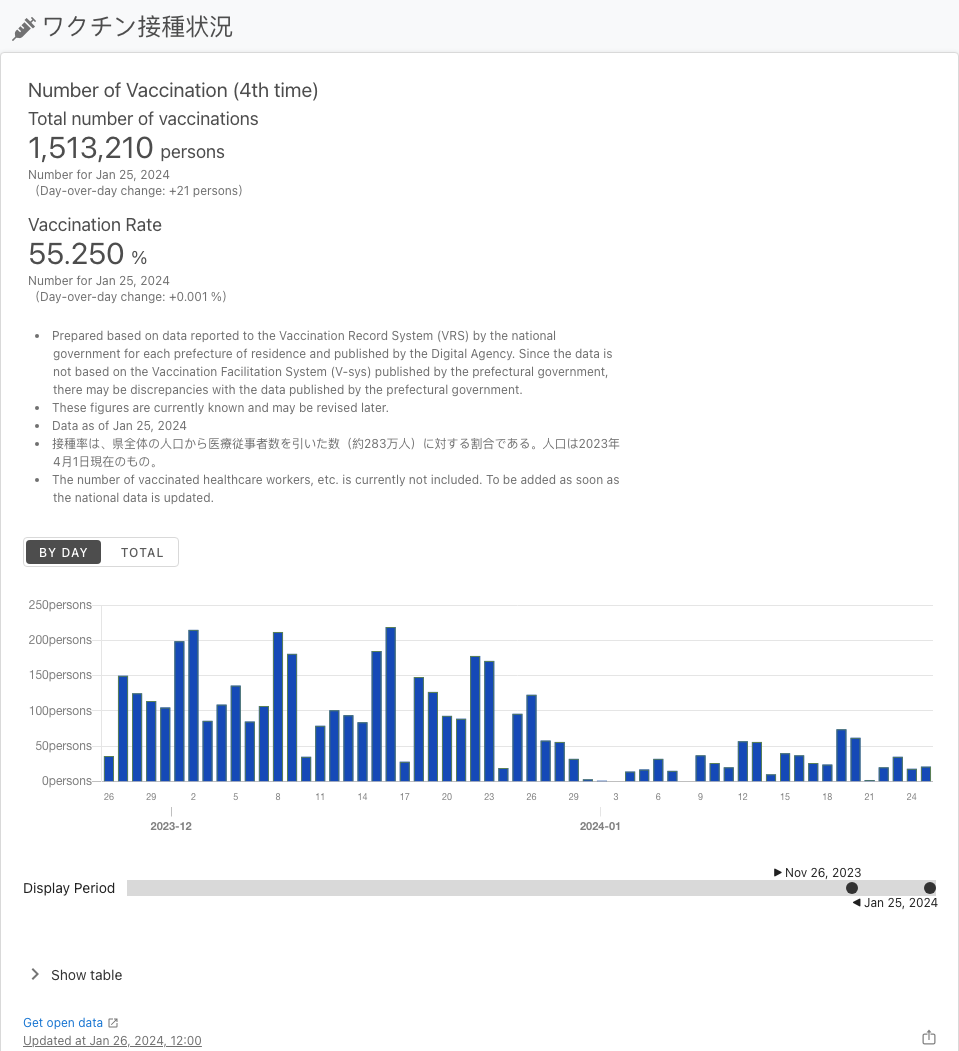 ワクチン接種状況
Number of Vaccination (4th time)
Total number of vaccinations
1,513,210 persons
Number for Jan 25, 2024
(Day-over-day change: +21 persons)
Vaccination Rate
55.250 %
Number for Jan 25, 2024
(Day-over-day change: +0.001 %)
• Prepared based on data reported to the Vaccination Record System (VRS) by the national
government for each prefecture of residence and published by the Digital Agency. Since the data is
not based on the Vaccination Facilitation System (V-sys) published by the prefectural government,
there may be discrepancies with the data published by the prefectural government.
• These figures are currently known and may be revised later.
• Data as of Jan 25, 2024
• 接種率は、県全体の人口から医療従事者数を引いた数（約283万人）に対する割合である。人口は2023年
4月1日現在のもの。
• The number of vaccinated healthcare workers, etc. is currently not included. To be added as soon as
the national data is updated.
BY DAY TOTAL
250persons
200persons
150persons
100persons
50persons
0persons
26 29 2 5 8 11 14 17 20 23 26 29 3 6 9 12 15 18 21 24
2023-12 2024-01
Nov 26, 2023
Display Period
Jan 25, 2024
Show table
Get open data
Updated at Jan 26, 2024, 12:00